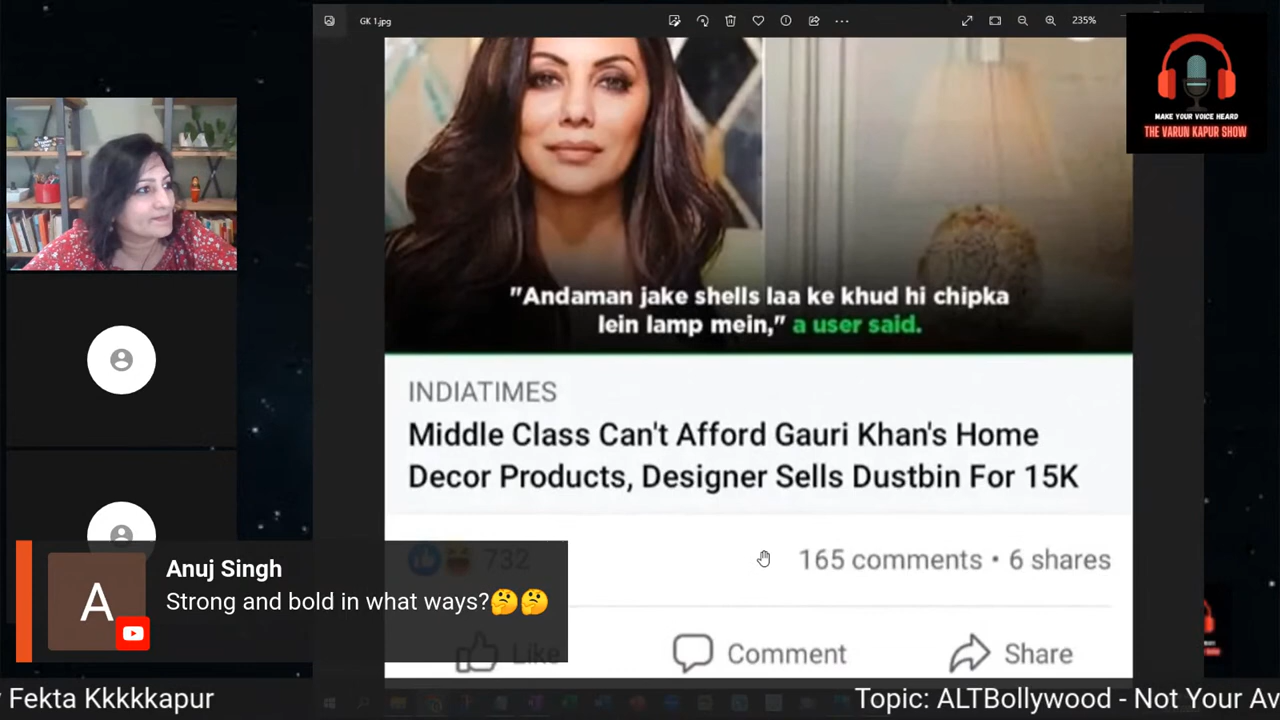 GK 1.jpg
235%
MAKE YOUR VOICE HEARD
THE VARUN KAPUR SHOW
"Andaman jake shells laa ke khud hi chipka
lein lamp mein," a user said.
INDIATIMES
Middle Class Can't Afford Gauri Khan's Home
Decor Products, Designer Sells Dustbin For 15K
732
165 comments • 6 shares
Anuj Singh
A
Strong and bold in what ways?🤔🤔
Like
Comment
Share
Fekta Kkkkkapur
Topic: ALTBollywood - Not Your Av